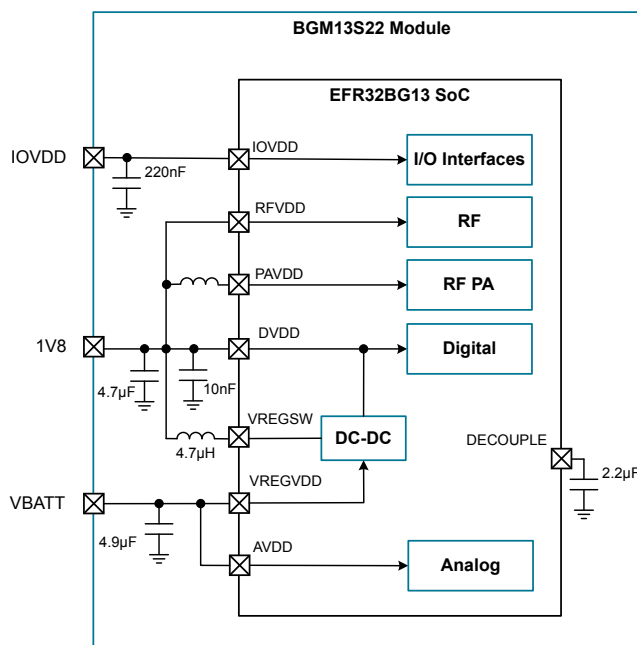 BGM13S22 Module
EFR32BG13 SoC
IOVDD
IOVDD
I/O Interfaces
220nF
RFVDD
RF
PAVDD
RF PA
1V8
DVDD
Digital
4.7µF
10nF
VREGSW
DC-DC
4.7µH
DECOUPLE
2.2µF
VREGVDD
VBATT
4.9µF
AVDD
Analog